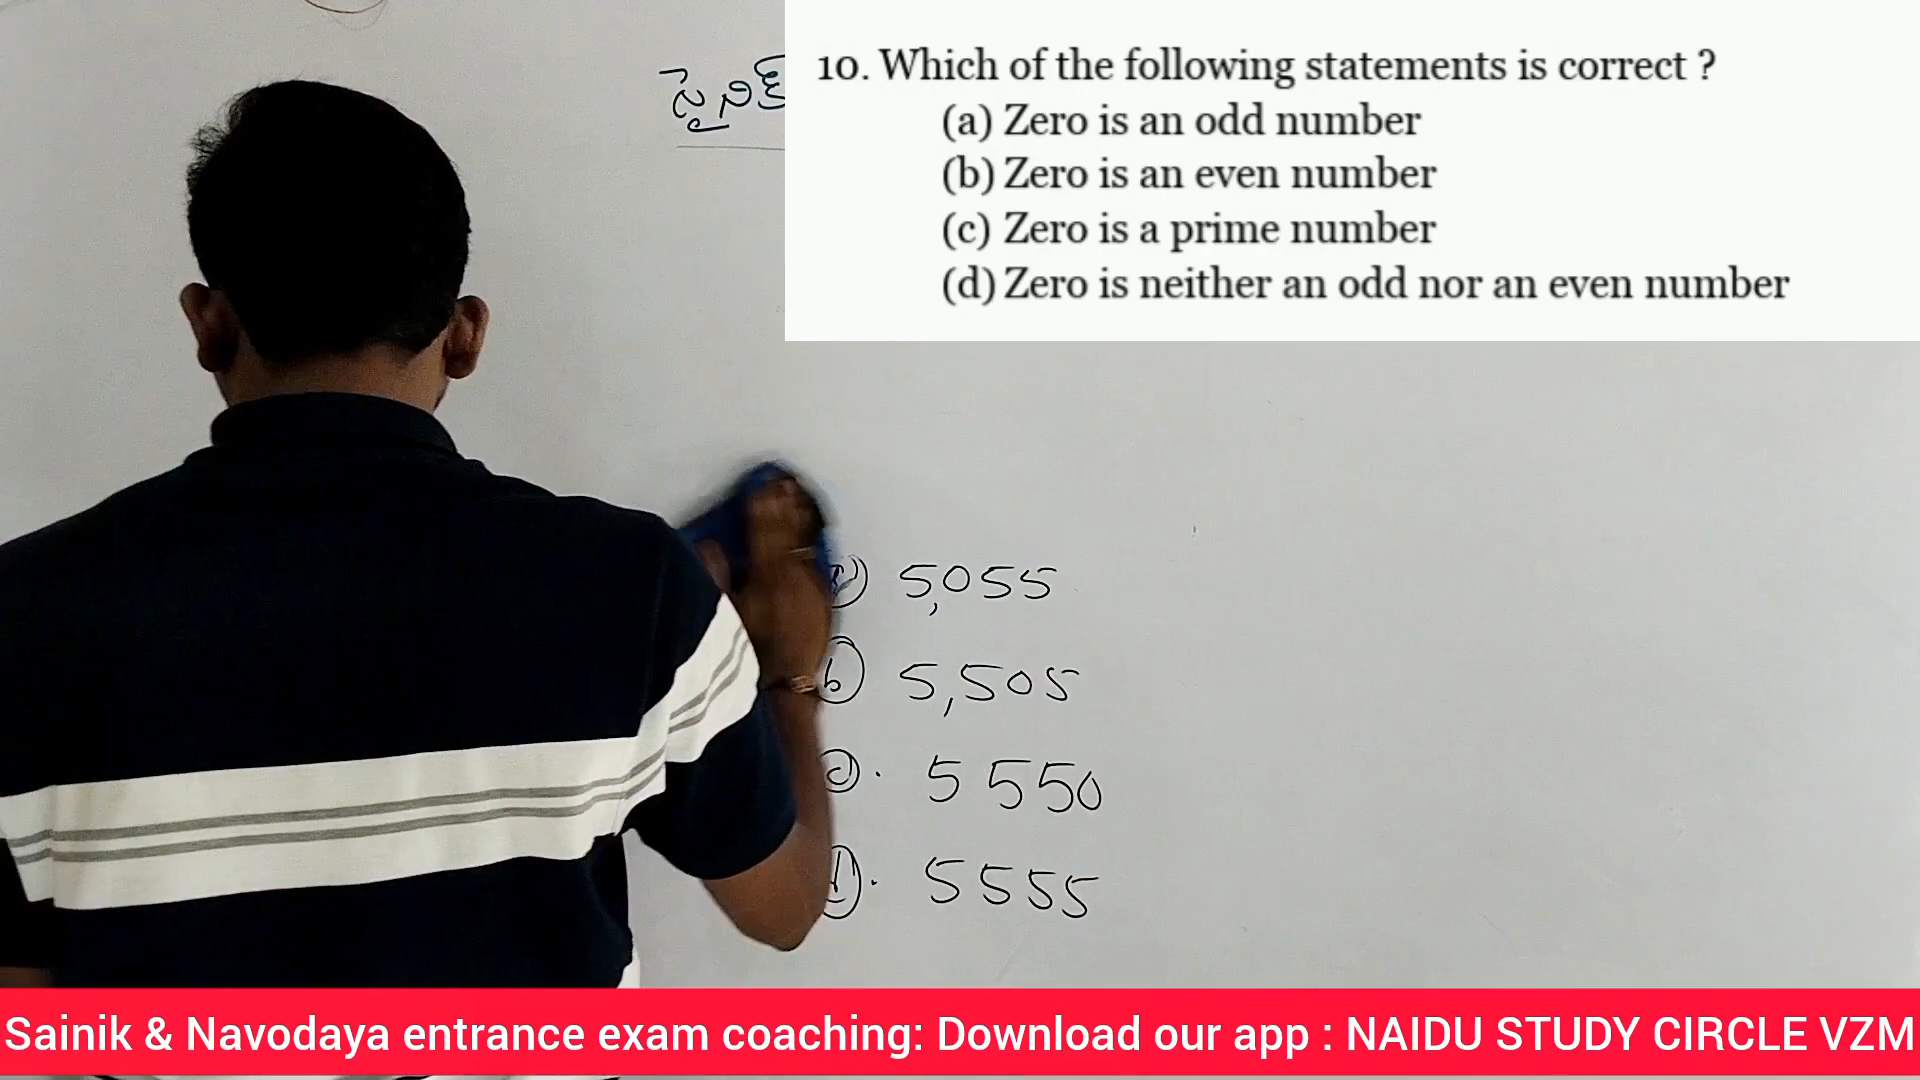 సైనిక్
10. Which of the following statements is correct ?
(a) Zero is an odd number
(b) Zero is an even number
(c) Zero is a prime number
(d) Zero is neither an odd nor an even number
5,055
b 5,505
c. 5550
d. 5555
Sainik & Navodaya entrance exam coaching: Download our app : NAIDU STUDY CIRCLE VZM